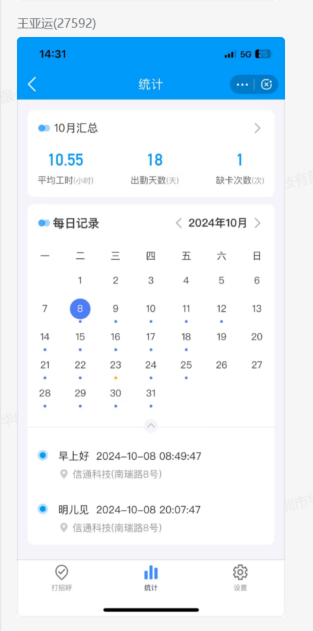 王亚运(27592)
14:31 5G
统计
10月汇总
10.55 18 1
平均工时(小时) 出勤天数(天) 缺卡次数(次)
每日记录 2024年10月
一 二 三 四 五 六 日
1 2 3 4 5 6
7 8 9 10 11 12 13
14 15 16 17 18 19 20
21 22 23 24 25 26 27
28 29 30 31
早上好 2024-10-08 08:49:47
信通科技(南瑞路8号)
明儿见 2024-10-08 20:07:47
信通科技(南瑞路8号)
打招呼 统计 设置